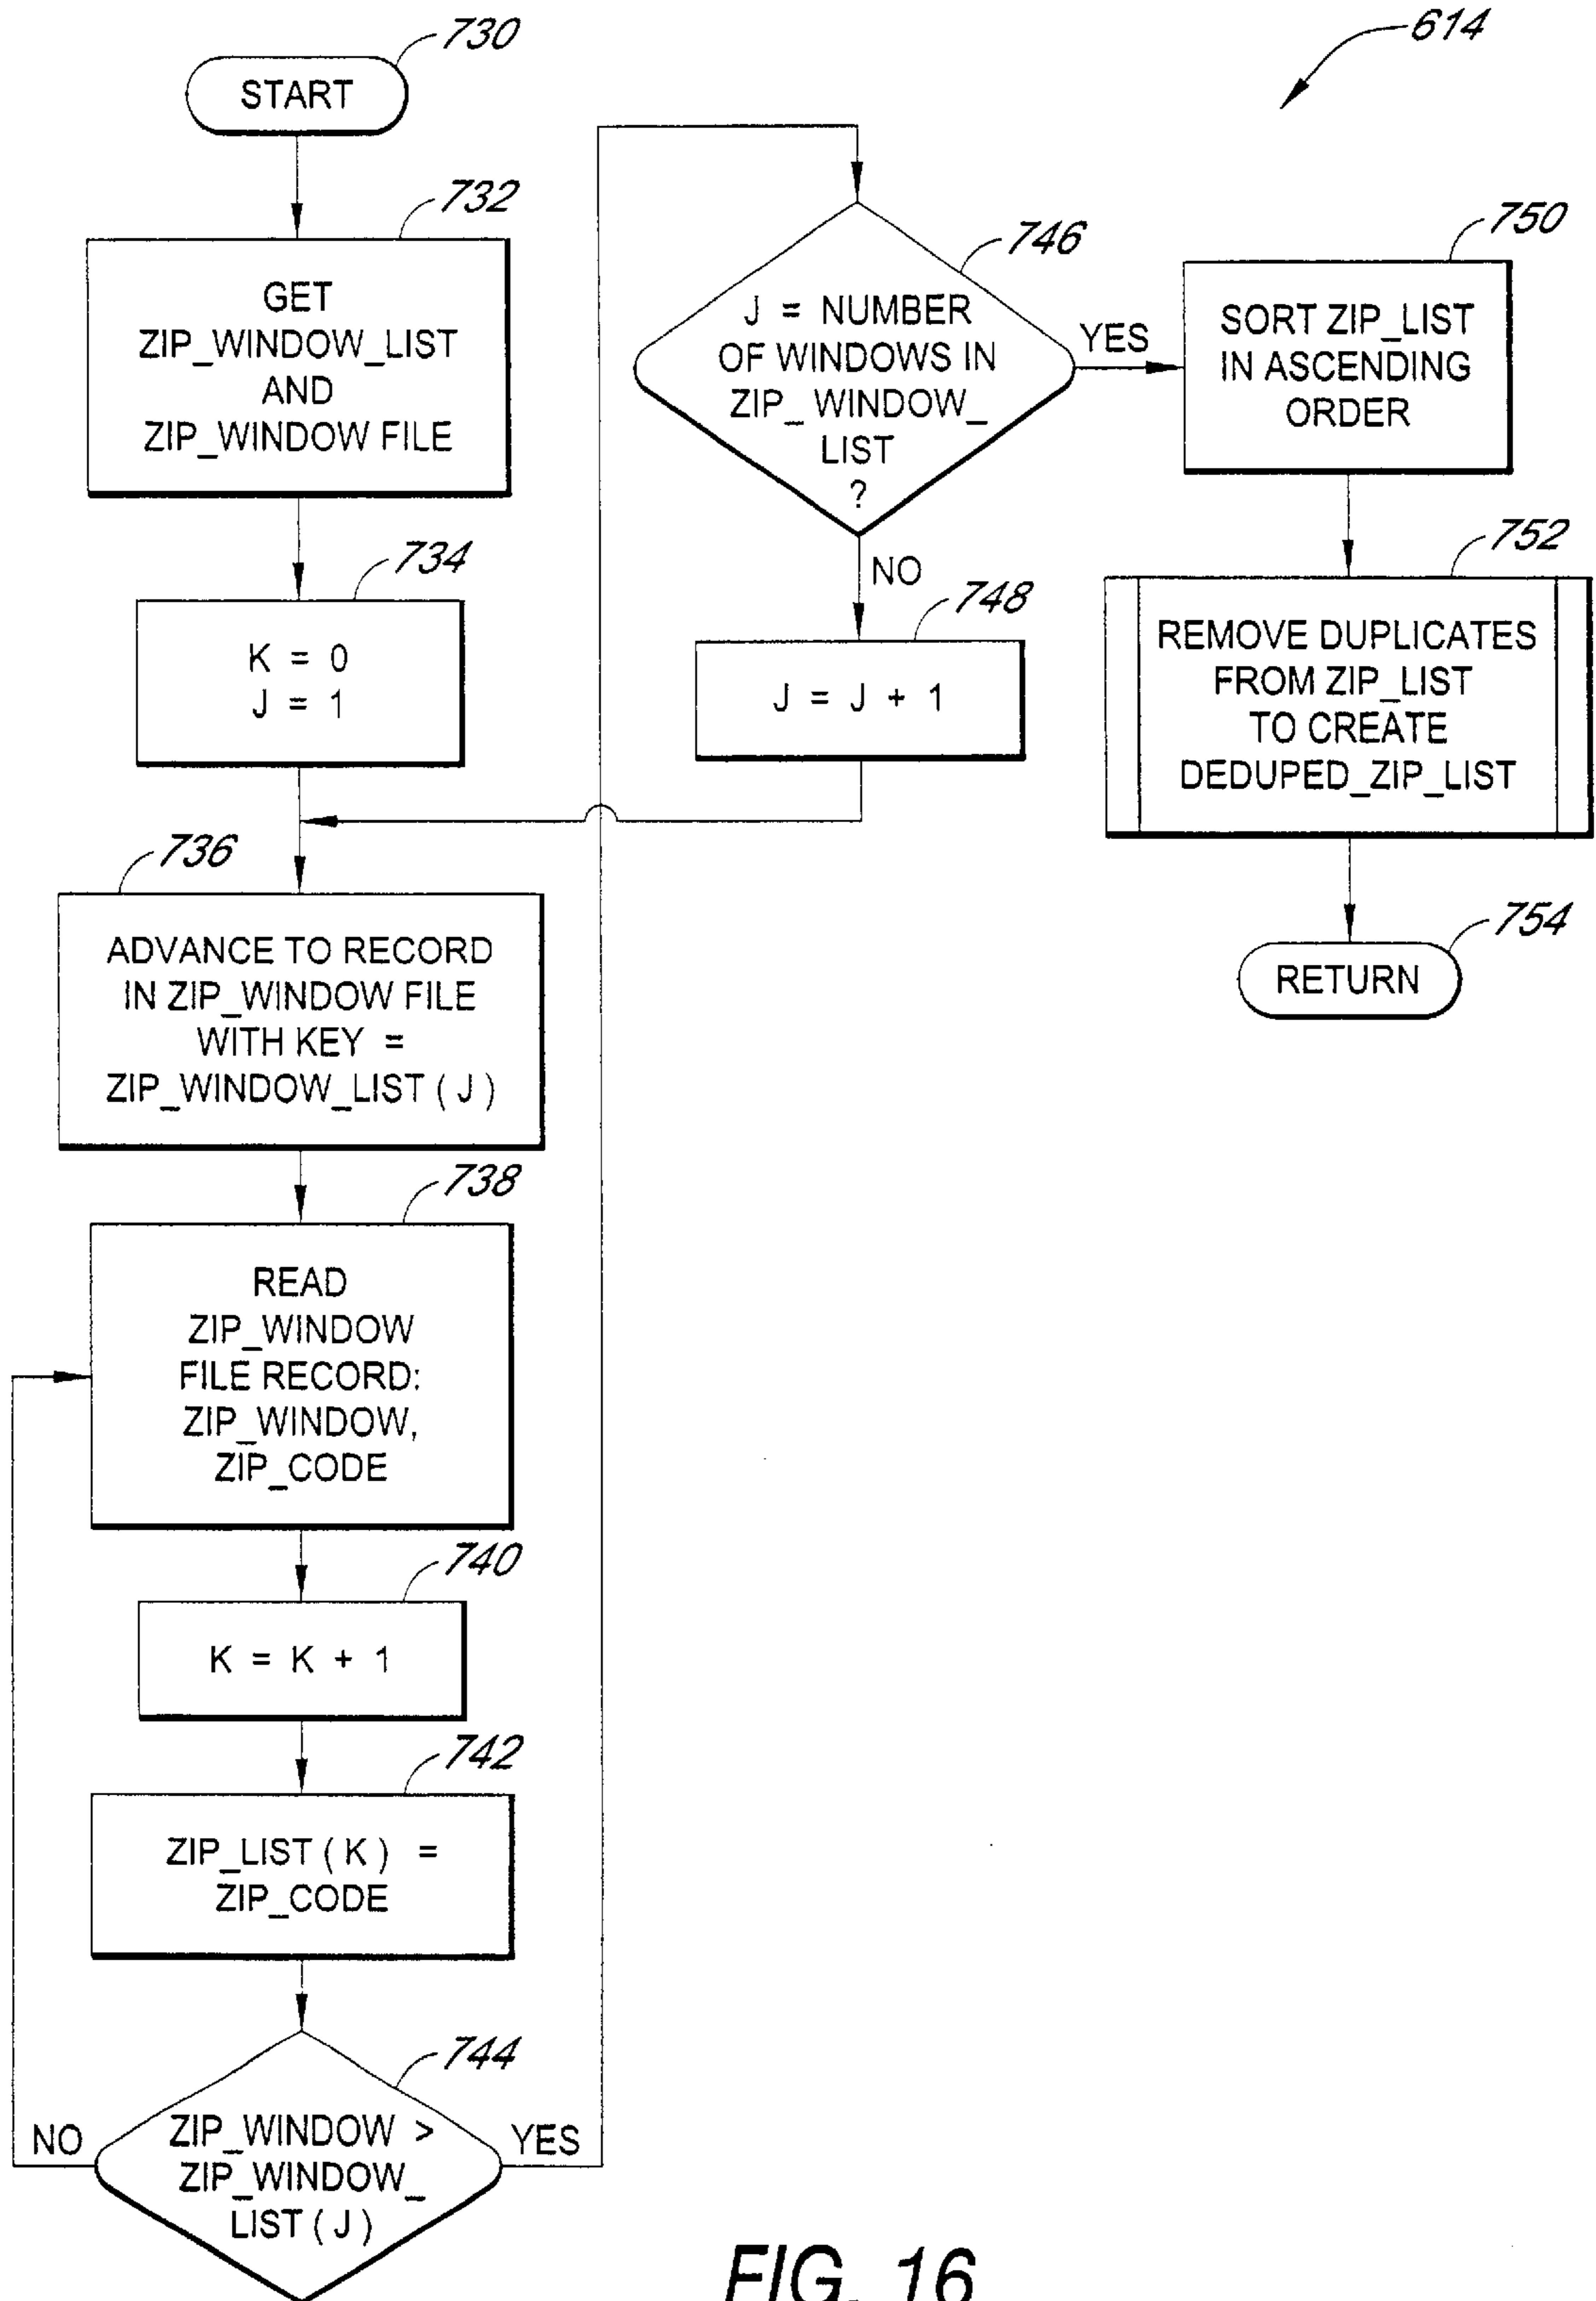 614
730
START
732
GET
ZIP_WINDOW_LIST
AND
ZIP_WINDOW FILE
734
K = 0
J = 1
736
ADVANCE TO RECORD
IN ZIP_WINDOW FILE
WITH KEY =
ZIP_WINDOW_LIST ( J )
738
READ
ZIP_WINDOW
FILE RECORD:
ZIP_WINDOW,
ZIP_CODE
740
K = K + 1
742
ZIP_LIST ( K ) =
ZIP_CODE
744
ZIP_WINDOW >
ZIP_WINDOW_
LIST ( J )
NO
YES
746
J = NUMBER
OF WINDOWS IN
ZIP_WINDOW_
LIST
?
YES
NO
748
J = J + 1
750
SORT ZIP_LIST
IN ASCENDING
ORDER
752
REMOVE DUPLICATES
FROM ZIP_LIST
TO CREATE
DEDUPED_ZIP_LIST
754
RETURN
FIG. 16